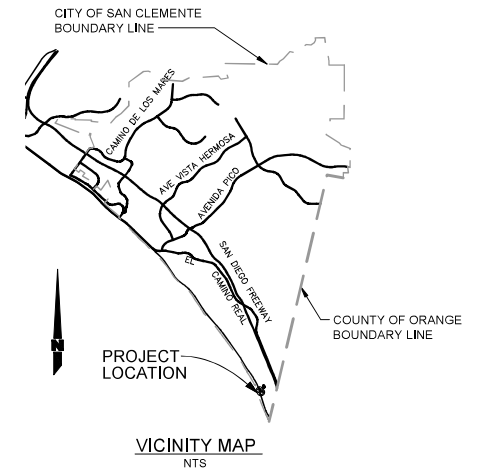 CITY OF SAN CLEMENTE
BOUNDARY LINE
CAMINO DE LOS MARES
AVE VISTA HERMOSA
AVENIDA PICO
SAN DIEGO FREEWAY
EL
CAMINO REAL
N
COUNTY OF ORANGE
BOUNDARY LINE
PROJECT
LOCATION
VICINITY MAP
NTS